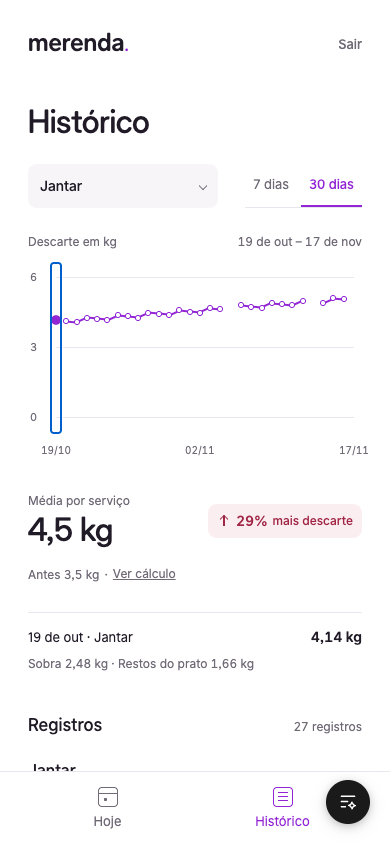 merenda.
Sair
Histórico
Jantar
7 dias
30 dias
Descarte em kg
19 de out – 17 de nov
6
3
0
19/10
02/11
17/11
Média por serviço
4,5 kg
↑ 29% mais descarte
Antes 3,5 kg · Ver cálculo
19 de out · Jantar
4,14 kg
Sobra 2,48 kg · Restos do prato 1,66 kg
Registros
27 registros
Jantar
Hoje
Histórico